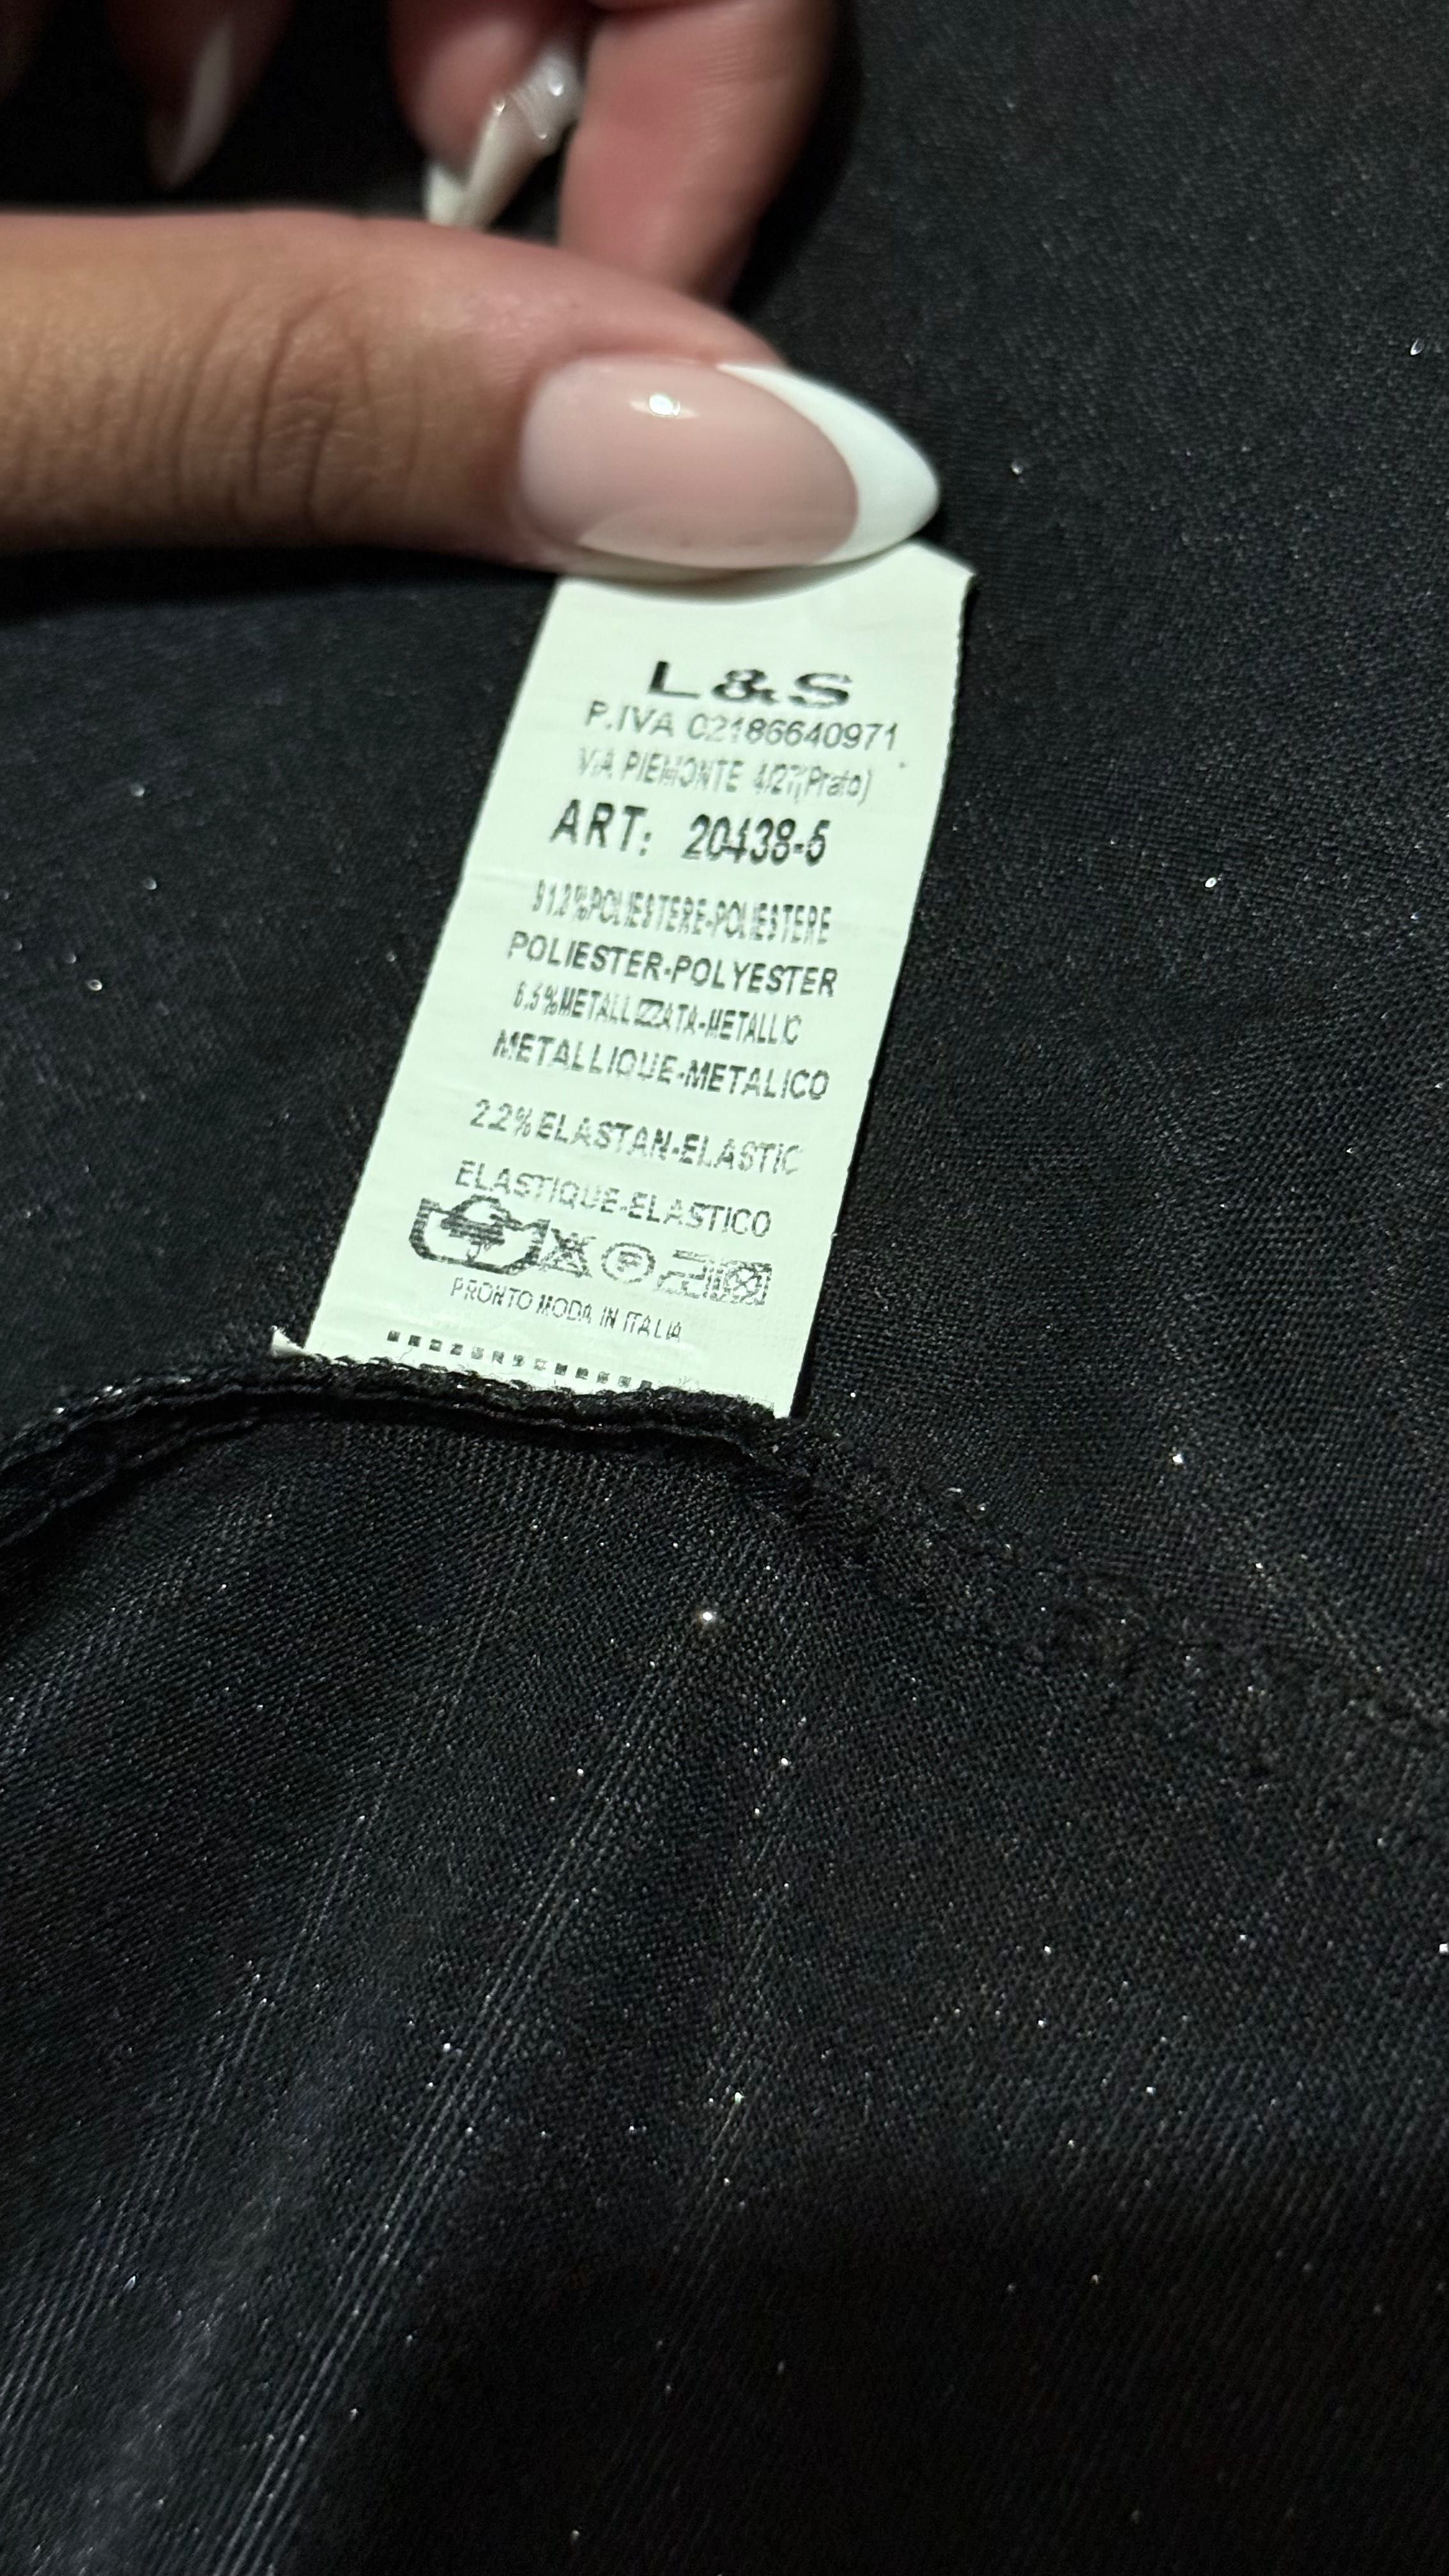 L&S
P.IVA 02186640971
VIA PIEMONTE 4/27(Prato)
ART: 20438-5
91.2%POLIESTERE-POLIESTERE
POLIESTER-POLYESTER
6.6%METALLIZZATA-METALLIC
METALLIQUE-METALICO
2.2%ELASTAN-ELASTIC
ELASTIQUE-ELASTICO
P
PRONTO MODA IN ITALIA